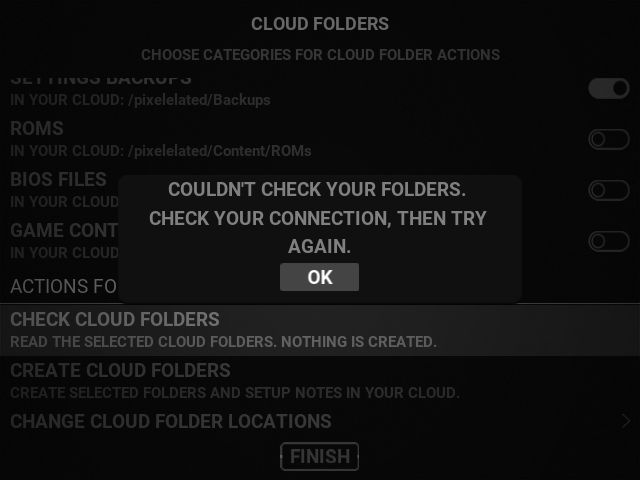 CLOUD FOLDERS
CHOOSE CATEGORIES FOR CLOUD FOLDER ACTIONS
SETTINGS BACKUPS
IN YOUR CLOUD: /pixelelated/Backups
ROMS
IN YOUR CLOUD: /pixelelated/Content/ROMs
BIOS FILES
IN YOUR CLOUD
GAME CONT
IN YOUR CLOUD
COULDN'T CHECK YOUR FOLDERS.
CHECK YOUR CONNECTION, THEN TRY
AGAIN.
OK
ACTIONS FO
CHECK CLOUD FOLDERS
READ THE SELECTED CLOUD FOLDERS. NOTHING IS CREATED.
CREATE CLOUD FOLDERS
CREATE SELECTED FOLDERS AND SETUP NOTES IN YOUR CLOUD.
CHANGE CLOUD FOLDER LOCATIONS
FINISH